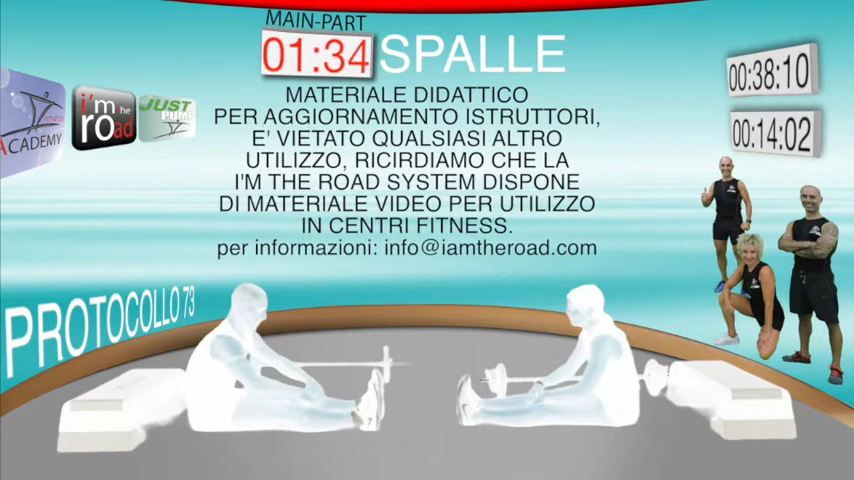 MAIN-PART
01:34 SPALLE
00:38:10
00:14:02
MATERIALE DIDATTICO
PER AGGIORNAMENTO ISTRUTTORI,
E' VIETATO QUALSIASI ALTRO
UTILIZZO, RICIRDIAMO CHE LA
I'M THE ROAD SYSTEM DISPONE
DI MATERIALE VIDEO PER UTILIZZO
IN CENTRI FITNESS.
per informazioni: info@iamtheroad.com
ACADEMY
i'm the
road
JUST
PUMP
PROTOCOLLO 73